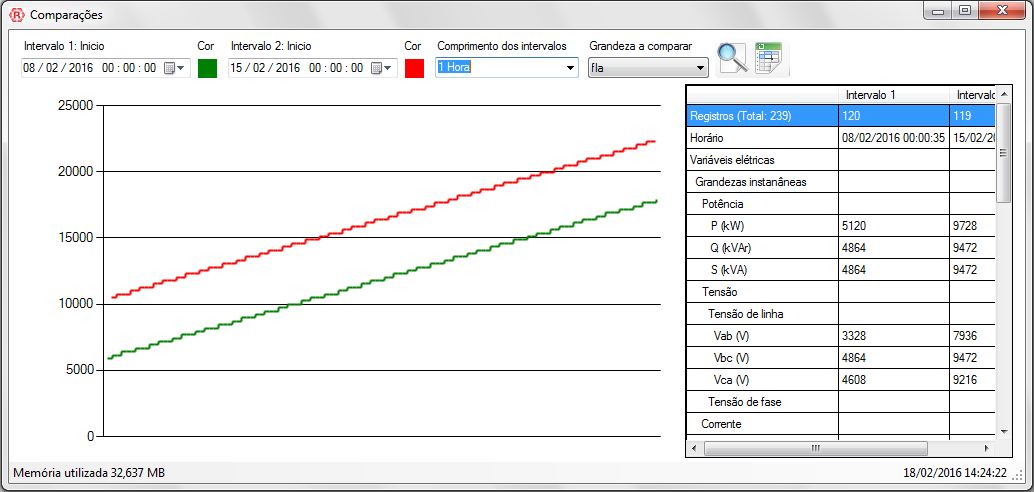 Comparações
Intervalo 1: Inicio Cor Intervalo 2: Inicio Cor Comprimento dos intervalos Grandeza a comparar
08 / 02 / 2016 00 : 00 : 00 15 / 02 / 2016 00 : 00 : 00 1 Hora fla
25000
20000
15000
10000
5000
0
Intervalo 1 Intervalo
Registros (Total: 239) 120 119
Horário 08/02/2016 00:00:35 15/02/20
Variáveis elétricas
Grandezas instantâneas
Potência
P (kW) 5120 9728
Q (kVAr) 4864 9472
S (kVA) 4864 9472
Tensão
Tensão de linha
Vab (V) 3328 7936
Vbc (V) 4864 9472
Vca (V) 4608 9216
Tensão de fase
Corrente
Memória utilizada 32,637 MB 18/02/2016 14:24:22